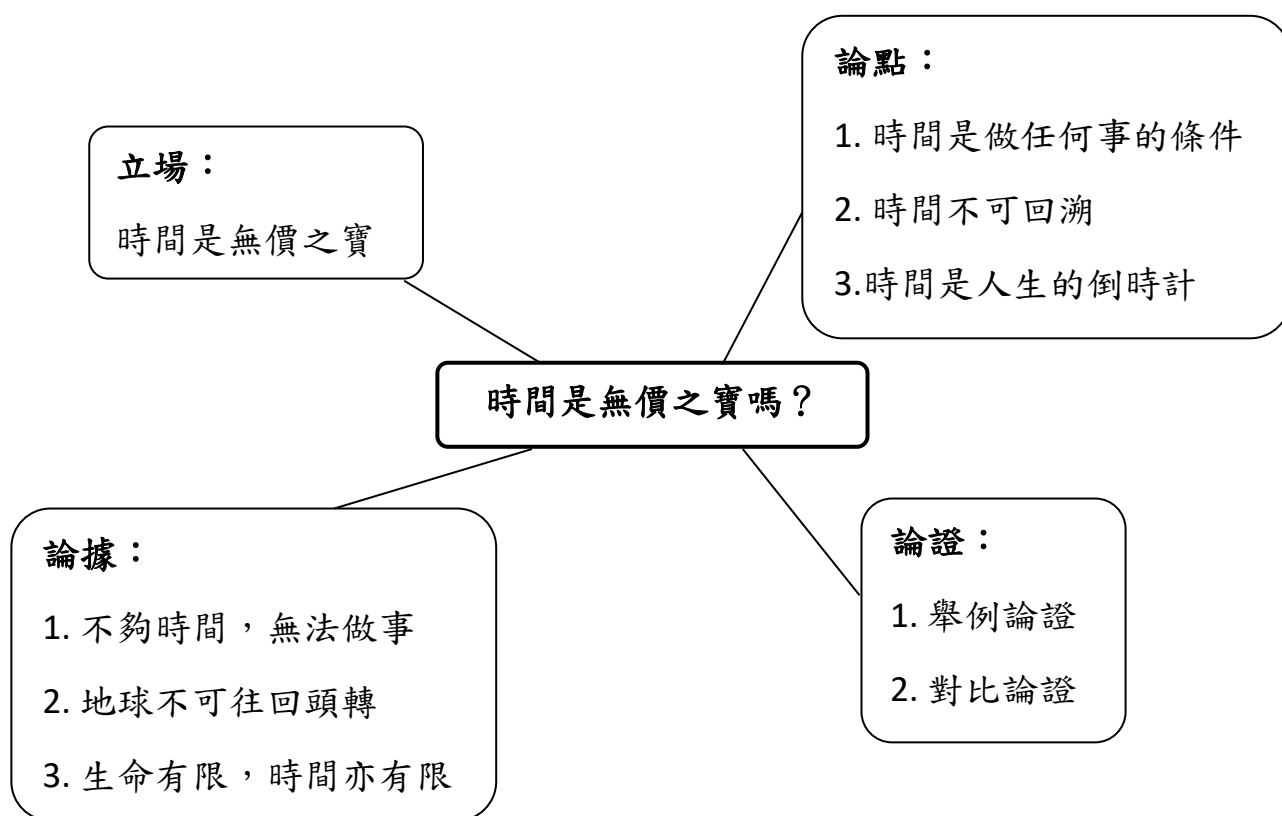 立場：
時間是無價之寶
論點：
1. 時間是做任何事的條件
2. 時間不可回溯
3.時間是人生的倒時計
時間是無價之寶嗎？
論據：
1. 不夠時間，無法做事
2. 地球不可往回頭轉
3. 生命有限，時間亦有限
論證：
1. 舉例論證
2. 對比論證